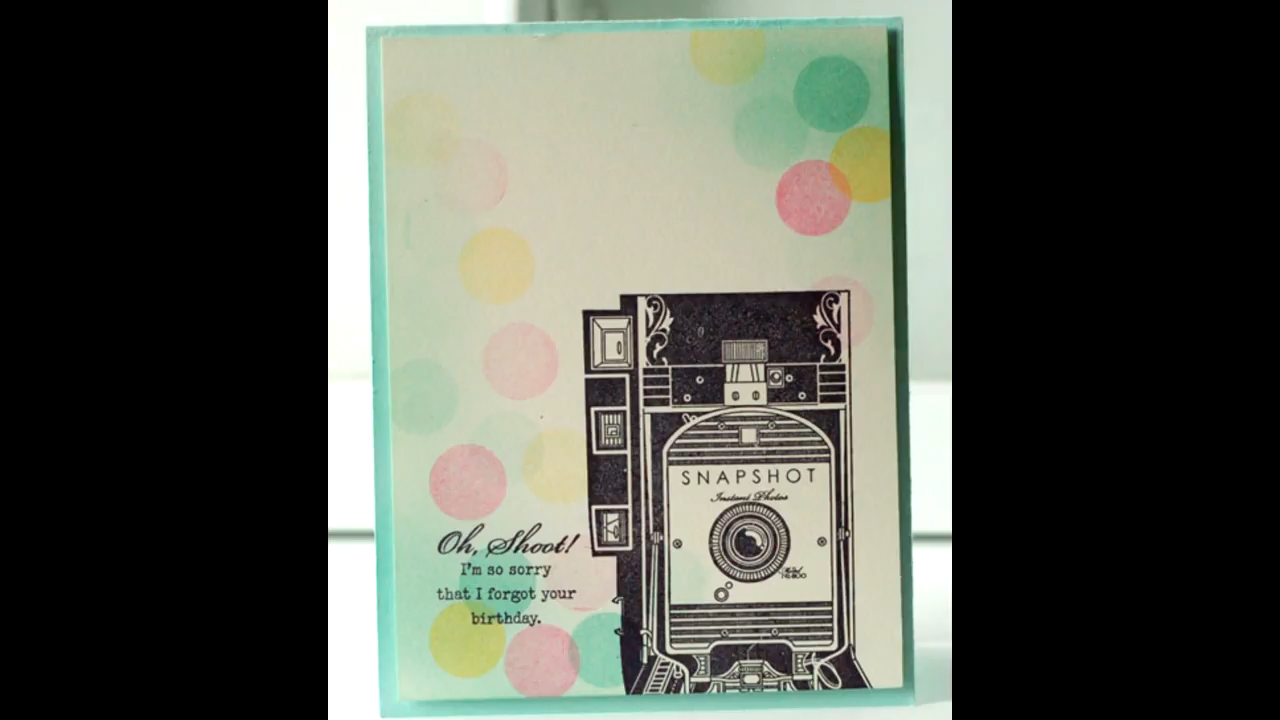 SNAPSHOT
Instant Photos
Oh, Shoot!
I'm so sorry
that I forgot your
birthday.